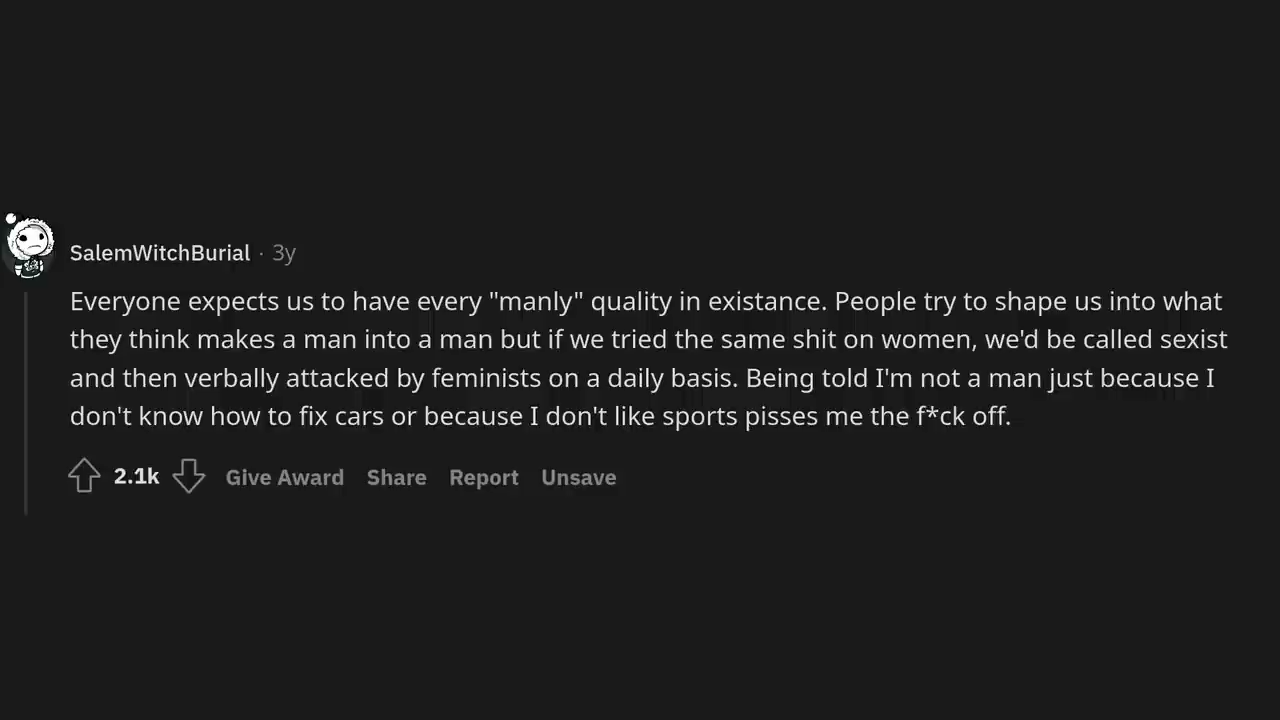 SalemWitchBurial · 3y
Everyone expects us to have every "manly" quality in existance. People try to shape us into what
they think makes a man into a man but if we tried the same shit on women, we'd be called sexist
and then verbally attacked by feminists on a daily basis. Being told I'm not a man just because I
don't know how to fix cars or because I don't like sports pisses me the f*ck off.
2.1k Give Award Share Report Unsave